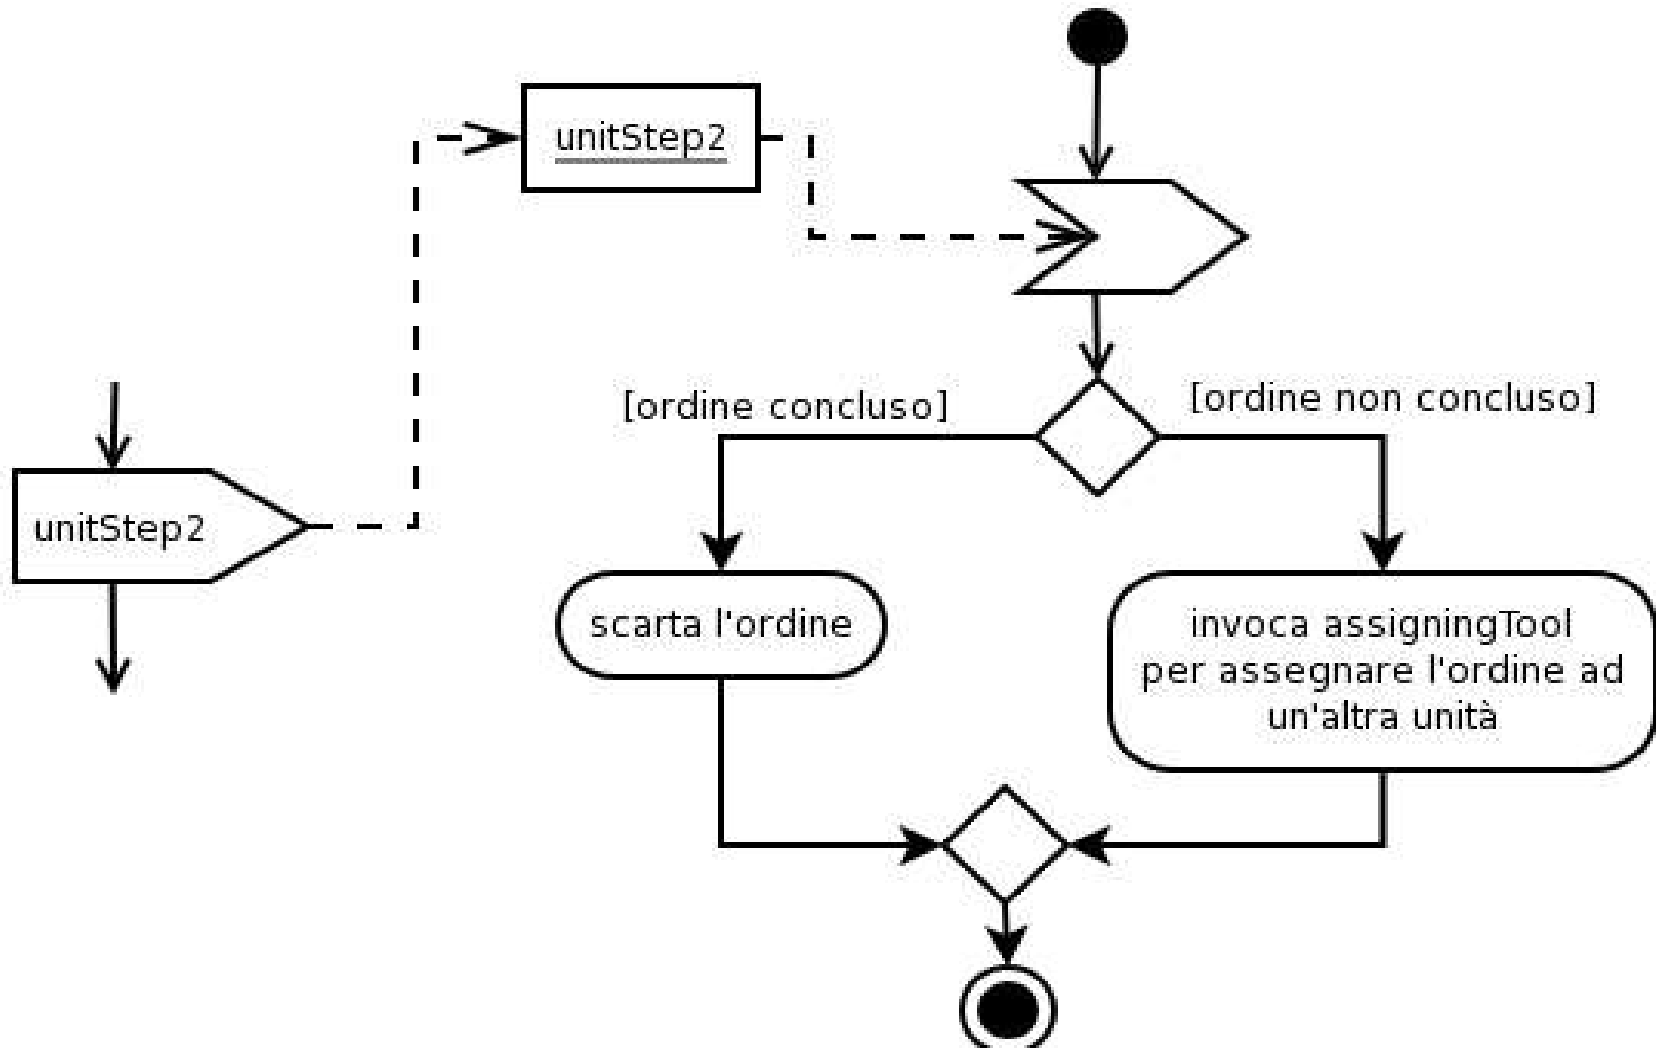 unitStep2
[ordine concluso]
[ordine non concluso]
unitStep2
scarta l'ordine
invoca assigningTool
per assegnare l'ordine ad
un'altra unità